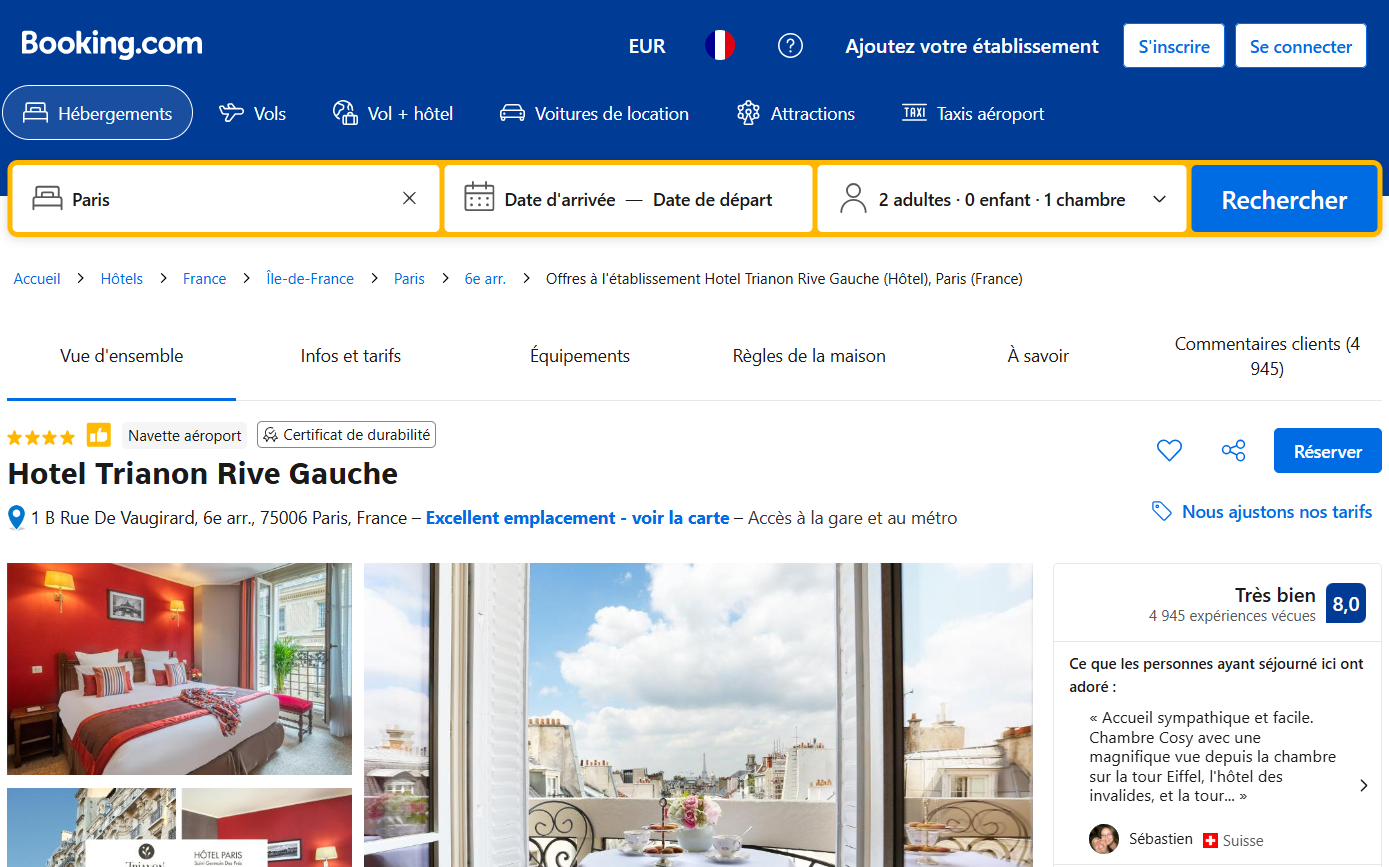 Booking.com
EUR
Ajoutez votre établissement
S'inscrire
Se connecter
Hébergements
Vols
Vol + hôtel
Voitures de location
Attractions
TAXI
Taxis aéroport
Paris
Date d'arrivée — Date de départ
2 adultes · 0 enfant · 1 chambre
Rechercher
Accueil
Hôtels
France
Île-de-France
Paris
6e arr.
Offres à l'établissement Hotel Trianon Rive Gauche (Hôtel), Paris (France)
Vue d'ensemble
Infos et tarifs
Équipements
Règles de la maison
À savoir
Commentaires clients (4
945)
Navette aéroport
Certificat de durabilité
Hotel Trianon Rive Gauche
Réserver
1 B Rue De Vaugirard, 6e arr., 75006 Paris, France – Excellent emplacement - voir la carte – Accès à la gare et au métro
Nous ajustons nos tarifs
Très bien
4 945 expériences vécues
8,0
Ce que les personnes ayant séjourné ici ont
adoré :
« Accueil sympathique et facile.
Chambre Cosy avec une
magnifique vue depuis la chambre
sur la tour Eiffel, l'hôtel des
invalides, et la tour... »
Sébastien
Suisse
TRIANON
HÔTEL PARIS
Saint Germain Des Prés